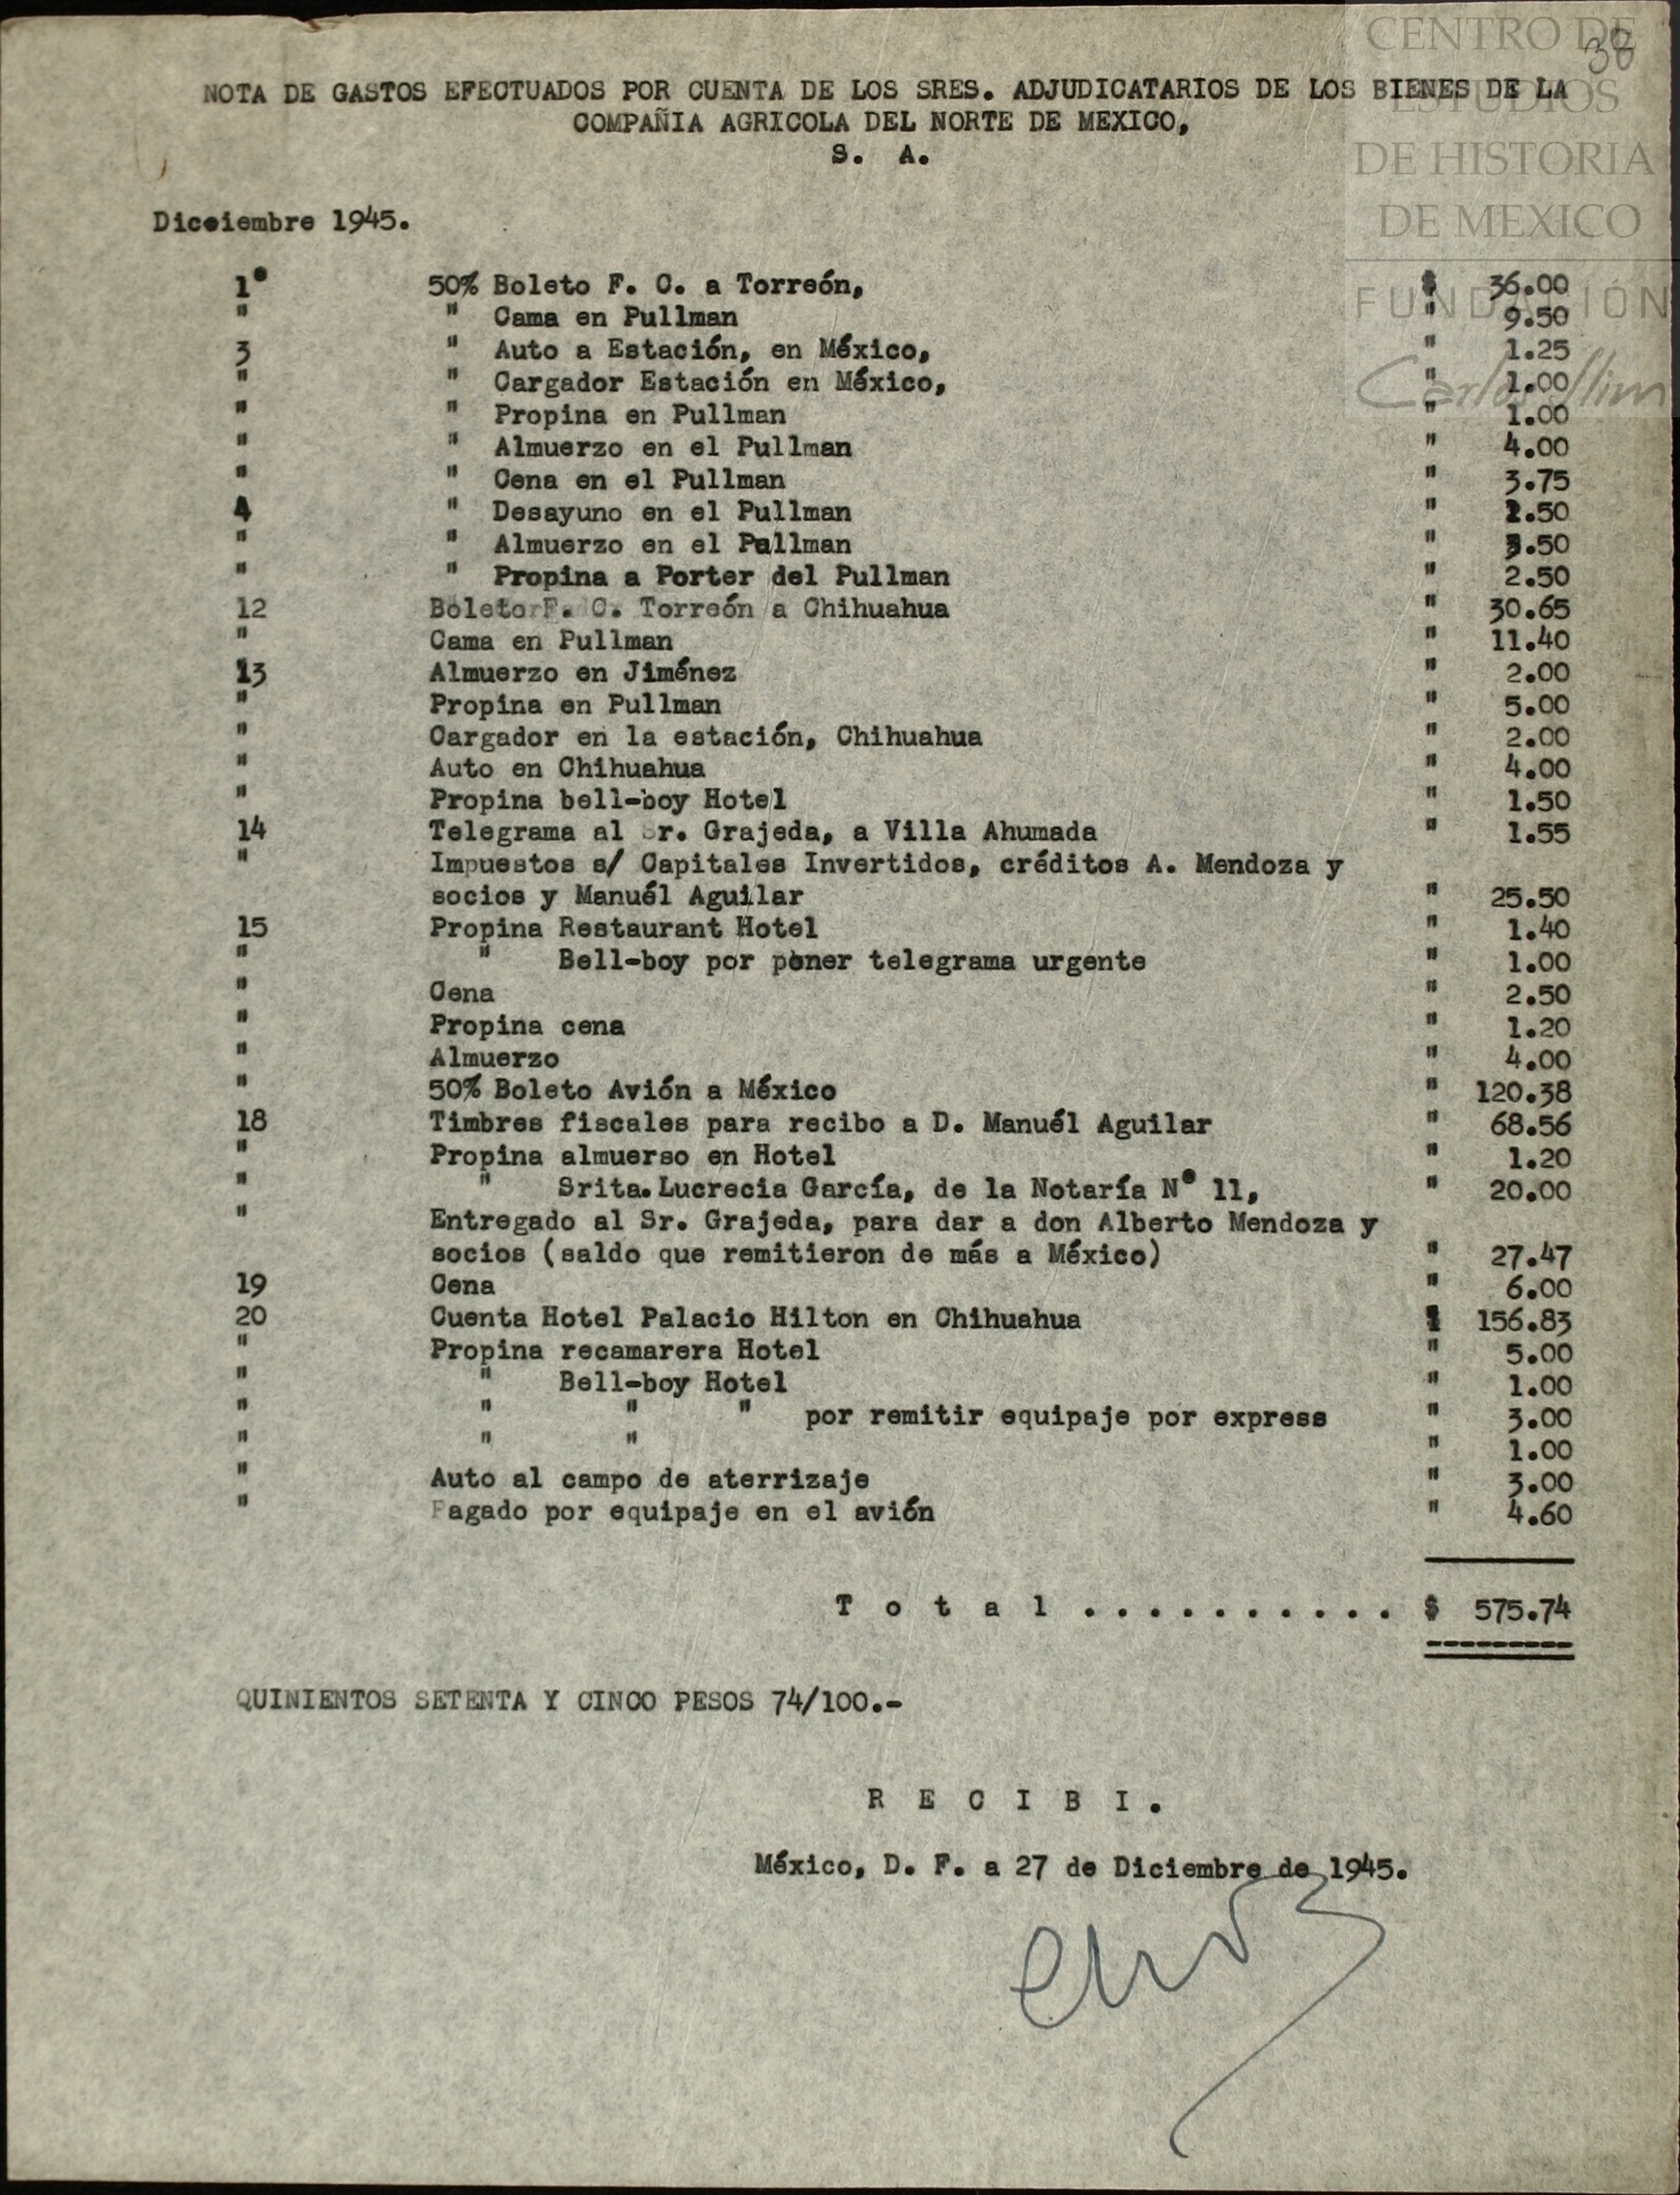 CENTRO DE
ESTUDIOS
DE HISTORIA
DE MEXICO
FUNDACIÓN
Carlos Slim
38
NOTA DE GASTOS EFECTUADOS POR CUENTA DE LOS SRES. ADJUDICATARIOS DE LOS BIENES DE LA
COMPAÑIA AGRICOLA DEL NORTE DE MEXICO,
S. A.
Diceiembre 1945.
1° 50% Boleto F. C. a Torreón, $ 36.00
" " Cama en Pullman " 9.50
3 " Auto a Estación, en México, " 1.25
" " Cargador Estación en México, " 1.00
" " Propina en Pullman " 1.00
" " Almuerzo en el Pullman " 4.00
" " Cena en el Pullman " 3.75
4 " Desayuno en el Pullman " .50
" " Almuerzo en el Pullman " 3.50
" " Propina a Porter del Pullman " 2.50
12 Boleto F. C. Torreón a Chihuahua " 30.65
" Cama en Pullman " 11.40
13 Almuerzo en Jiménez " 2.00
" Propina en Pullman " 5.00
" Cargador en la estación, Chihuahua " 2.00
" Auto en Chihuahua " 4.00
" Propina bell-boy Hotel " 1.50
14 Telegrama al Sr. Grajeda, a Villa Ahumada " 1.55
" Impuestos s/ Capitales Invertidos, créditos A. Mendoza y
socios y Manuél Aguilar " 25.50
15 Propina Restaurant Hotel " 1.40
" " Bell-boy por poner telegrama urgente " 1.00
" Cena " 2.50
" Propina cena " 1.20
" Almuerzo " 4.00
" 50% Boleto Avión a México " 120.38
18 Timbres fiscales para recibo a D. Manuél Aguilar " 68.56
" Propina almuerso en Hotel " 1.20
" " Srita. Lucrecia García, de la Notaría N° 11, " 20.00
" Entregado al Sr. Grajeda, para dar a don Alberto Mendoza y
socios (saldo que remitieron de más a México) " 27.47
19 Cena " 6.00
20 Cuenta Hotel Palacio Hilton en Chihuahua " 156.83
" Propina recamarera Hotel " 5.00
" " Bell-boy Hotel " 1.00
" " " " por remitir equipaje por express " 3.00
" " " " 1.00
" Auto al campo de aterrizaje " 3.00
" Pagado por equipaje en el avión " 4.60
T o t a l . . . . . . . . . . . $ 575.74
QUINIENTOS SETENTA Y CINCO PESOS 74/100.-
R E C I B I .
México, D. F. a 27 de Diciembre de 1945.